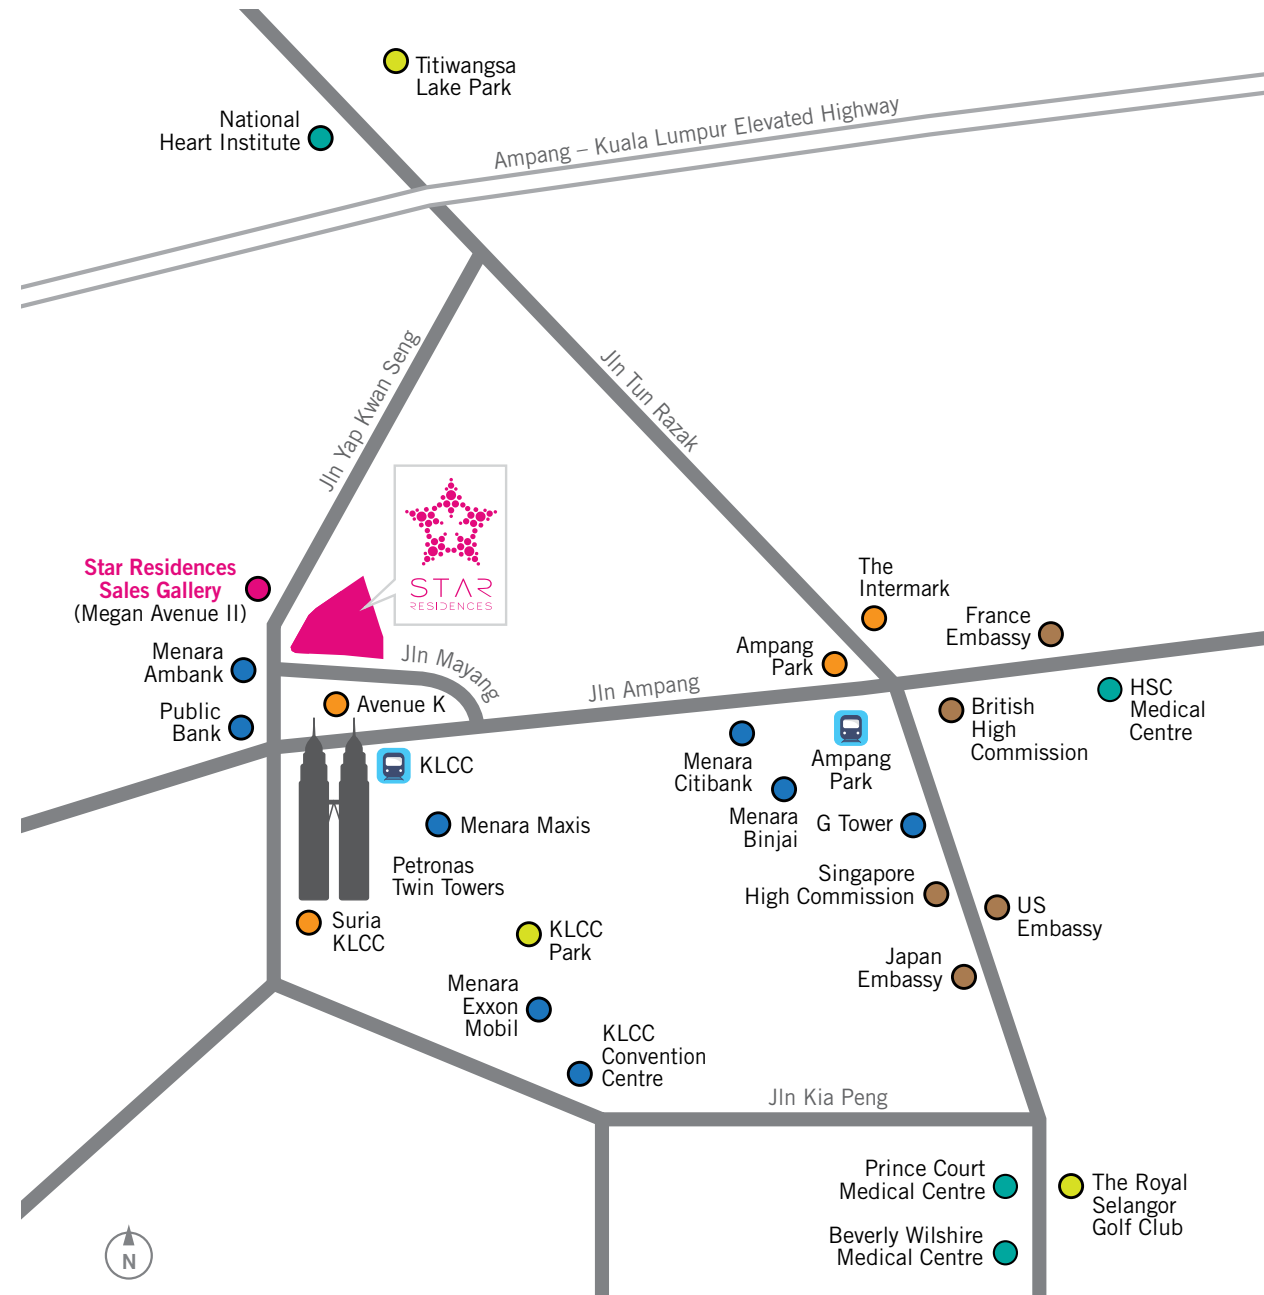 Titiwangsa
Lake Park
National
Heart Institute
Ampang – Kuala Lumpur Elevated Highway
Jln Yap Kwan Seng
Jln Tun Razak
STAR
RESIDENCES
Star Residences
Sales Gallery
(Megan Avenue II)
The
Intermark
France
Embassy
Menara
Ambank
Jln Mayang
Ampang
Park
Jln Ampang
HSC
Medical
Centre
Public
Bank
Avenue K
British
High
Commission
KLCC
Menara
Citibank
Ampang
Park
Menara Maxis
Menara
Binjai
G Tower
Petronas
Twin Towers
Singapore
High Commission
Suria
KLCC
KLCC
Park
US
Embassy
Japan
Embassy
Menara
Exxon
Mobil
KLCC
Convention
Centre
Jln Kia Peng
Prince Court
Medical Centre
The Royal
Selangor
Golf Club
Beverly Wilshire
Medical Centre
N